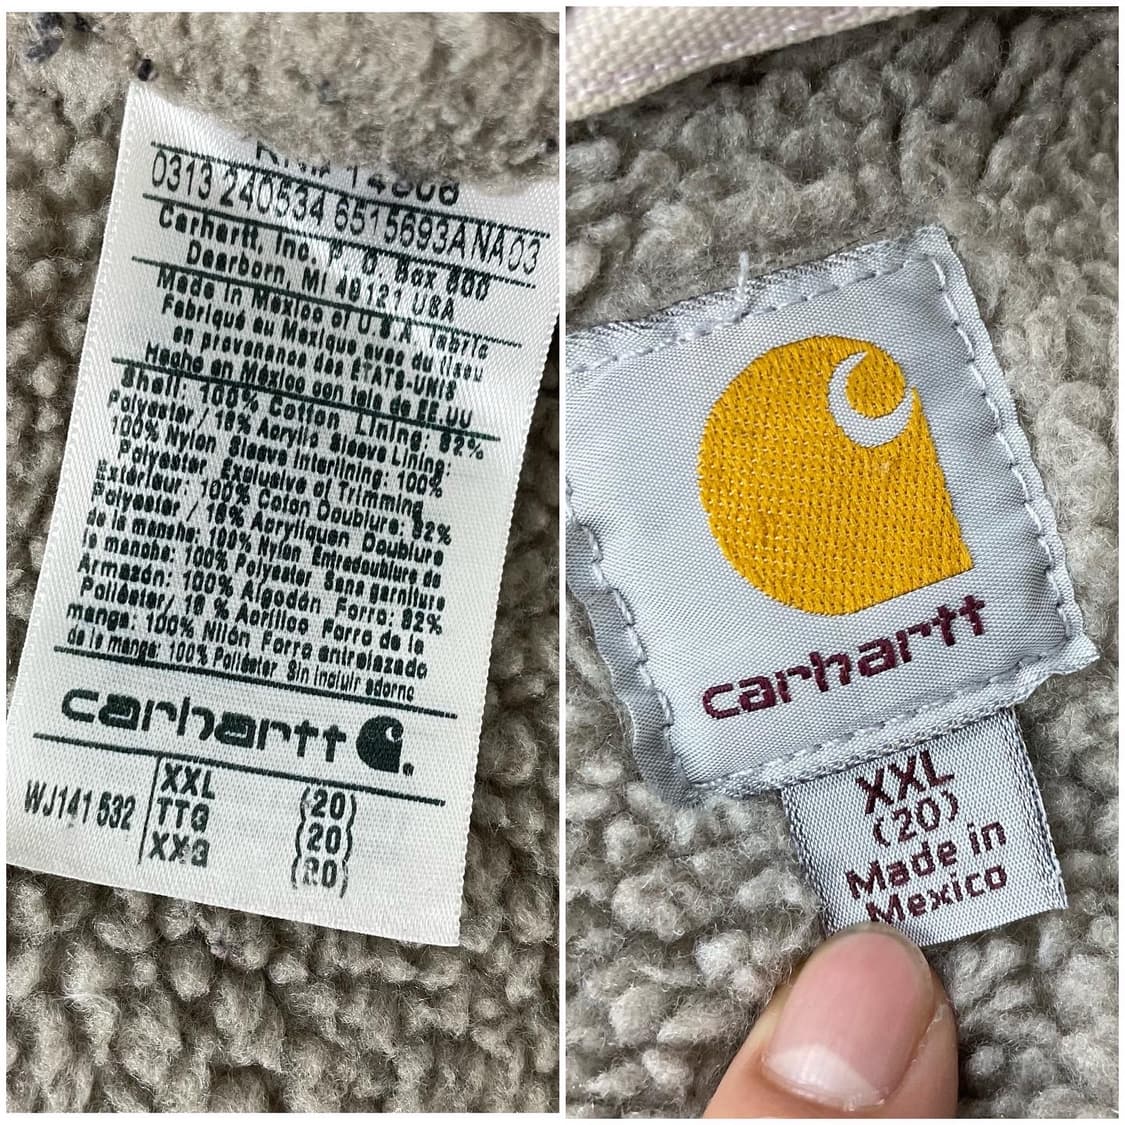 RN# 14806
0313 240534 6515693A NA03
Carhartt, Inc. P. O. Box 600
Dearborn, MI 48121 USA
Made in Mexico of U.S.A. fabric
Fabriqué au Mexique avec du tissu
en provenance des ÉTATS-UNIS
Hecho en México con tela de EE.UU
Shell: 100% Cotton Lining: 82%
Polyester / 18% Acrylic Sleeve Lining:
100% Nylon Sleeve Interlining: 100%
Polyester Exclusive of Trimming
Extérieur: 100% Coton Doublure: 82%
Polyester / 18% Acryliquen Doublure
de la manche: 100% Nylon Entredoublure de
la manche: 100% Polyester Sans garniture
Armazón: 100% Algodón Forro: 82%
Poliéster/ 18 % Acrílico Forro de la
manga: 100% Nilón Forro entrelazado
de la manga: 100% Poliéster Sin incluir adorno
carhartt
WJ141 532
XXL (20)
TTG (20)
XXG (20)
carhartt
XXL
(20)
Made in
Mexico